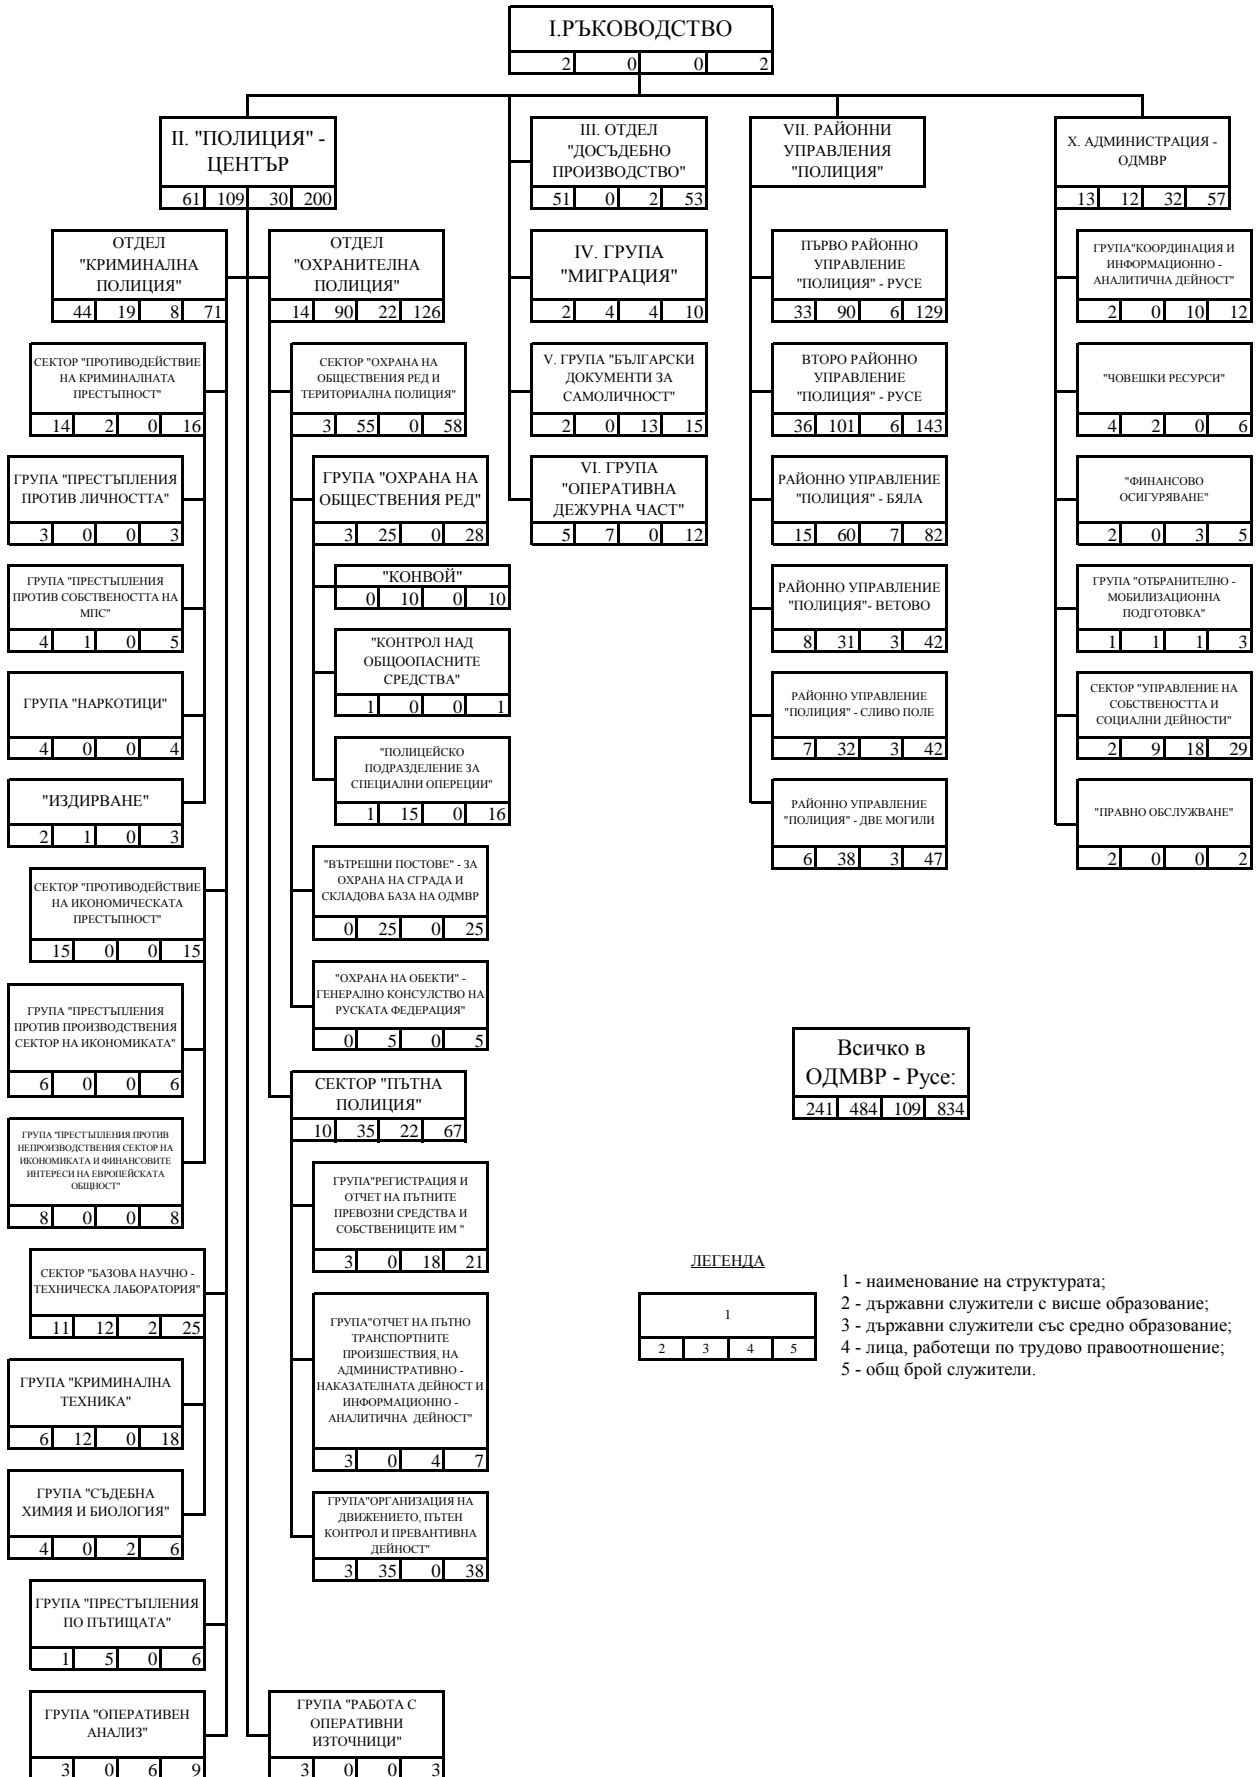 I.РЪКОВОДСТВО
2 0 0 2
II. "ПОЛИЦИЯ" -
ЦЕНТЪР
61 109 30 200
ОТДЕЛ
"КРИМИНАЛНА
ПОЛИЦИЯ"
44 19 8 71
СЕКТОР "ПРОТИВОДЕЙСТВИЕ
НА КРИМИНАЛНАТА
ПРЕСТЪПНОСТ"
14 2 0 16
ГРУПА "ПРЕСТЪПЛЕНИЯ
ПРОТИВ ЛИЧНОСТТА"
3 0 0 3
ГРУПА "ПРЕСТЪПЛЕНИЯ
ПРОТИВ СОБСТВЕНОСТТА НА
МПС"
4 1 0 5
ГРУПА "НАРКОТИЦИ"
4 0 0 4
"ИЗДИРВАНЕ"
2 1 0 3
СЕКТОР "ПРОТИВОДЕЙСТВИЕ
НА ИКОНОМИЧЕСКАТА
ПРЕСТЪПНОСТ"
15 0 0 15
ГРУПА "ПРЕСТЪПЛЕНИЯ
ПРОТИВ ПРОИЗВОДСТВЕНИЯ
СЕКТОР НА ИКОНОМИКАТА"
6 0 0 6
ГРУПА "ПРЕСТЪПЛЕНИЯ ПРОТИВ
НЕПРОИЗВОДСТВЕНИЯ СЕКТОР НА
ИКОНОМИКАТА И ФИНАНСОВИТЕ
ИНТЕРЕСИ НА ЕВРОПЕЙСКАТА
ОБЩНОСТ"
8 0 0 8
СЕКТОР "БАЗОВА НАУЧНО -
ТЕХНИЧЕСКА ЛАБОРАТОРИЯ"
11 12 2 25
ГРУПА "КРИМИНАЛНА
ТЕХНИКА"
6 12 0 18
ГРУПА "СЪДЕБНА
ХИМИЯ И БИОЛОГИЯ"
4 0 2 6
ГРУПА "ПРЕСТЪПЛЕНИЯ
ПО ПЪТИЩАТА"
1 5 0 6
ГРУПА "ОПЕРАТИВЕН
АНАЛИЗ"
3 0 6 9
ОТДЕЛ
"ОХРАНИТЕЛНА
ПОЛИЦИЯ"
14 90 22 126
СЕКТОР "ОХРАНА НА
ОБЩЕСТВЕНИЯ РЕД И
ТЕРИТОРИАЛНА ПОЛИЦИЯ"
3 55 0 58
ГРУПА "ОХРАНА НА
ОБЩЕСТВЕНИЯ РЕД"
3 25 0 28
"КОНВОЙ"
0 10 0 10
"КОНТРОЛ НАД
ОБЩООПАСНИТЕ
СРЕДСТВА"
1 0 0 1
"ПОЛИЦЕЙСКО
ПОДРАЗДЕЛЕНИЕ ЗА
СПЕЦИАЛНИ ОПЕРЕЦИИ"
1 15 0 16
"ВЪТРЕШНИ ПОСТОВЕ" - ЗА
ОХРАНА НА СГРАДА И
СКЛАДОВА БАЗА НА ОДМВР
0 25 0 25
"ОХРАНА НА ОБЕКТИ" -
ГЕНЕРАЛНО КОНСУЛСТВО НА
РУСКАТА ФЕДЕРАЦИЯ"
0 5 0 5
СЕКТОР "ПЪТНА
ПОЛИЦИЯ"
10 35 22 67
ГРУПА"РЕГИСТРАЦИЯ И
ОТЧЕТ НА ПЪТНИТЕ
ПРЕВОЗНИ СРЕДСТВА И
СОБСТВЕНИЦИТЕ ИМ "
3 0 18 21
ГРУПА"ОТЧЕТ НА ПЪТНО
ТРАНСПОРТНИТЕ
ПРОИЗШЕСТВИЯ, НА
АДМИНИСТРАТИВНО -
НАКАЗАТЕЛНАТА ДЕЙНОСТ И
ИНФОРМАЦИОННО -
АНАЛИТИЧНА ДЕЙНОСТ"
3 0 4 7
ГРУПА"ОРГАНИЗАЦИЯ НА
ДВИЖЕНИЕТО, ПЪТЕН
КОНТРОЛ И ПРЕВАНТИВНА
ДЕЙНОСТ"
3 35 0 38
ГРУПА "РАБОТА С
ОПЕРАТИВНИ
ИЗТОЧНИЦИ"
3 0 0 3
III. ОТДЕЛ
"ДОСЪДЕБНО
ПРОИЗВОДСТВО"
51 0 2 53
IV. ГРУПА
"МИГРАЦИЯ"
2 4 4 10
V. ГРУПА "БЪЛГАРСКИ
ДОКУМЕНТИ ЗА
САМОЛИЧНОСТ"
2 0 13 15
VI. ГРУПА
"ОПЕРАТИВНА
ДЕЖУРНА ЧАСТ"
5 7 0 12
VII. РАЙОННИ
УПРАВЛЕНИЯ
"ПОЛИЦИЯ"
ПЪРВО РАЙОННО
УПРАВЛЕНИЕ
"ПОЛИЦИЯ" - РУСЕ
33 90 6 129
ВТОРО РАЙОННО
УПРАВЛЕНИЕ
"ПОЛИЦИЯ" - РУСЕ
36 101 6 143
РАЙОННО УПРАВЛЕНИЕ
"ПОЛИЦИЯ" - БЯЛА
15 60 7 82
РАЙОННО УПРАВЛЕНИЕ
"ПОЛИЦИЯ"- ВЕТОВО
8 31 3 42
РАЙОННО УПРАВЛЕНИЕ
"ПОЛИЦИЯ" - СЛИВО ПОЛЕ
7 32 3 42
РАЙОННО УПРАВЛЕНИЕ
"ПОЛИЦИЯ" - ДВЕ МОГИЛИ
6 38 3 47
X. АДМИНИСТРАЦИЯ -
ОДМВР
13 12 32 57
ГРУПА"КООРДИНАЦИЯ И
ИНФОРМАЦИОННО -
АНАЛИТИЧНА ДЕЙНОСТ"
2 0 10 12
"ЧОВЕШКИ РЕСУРСИ"
4 2 0 6
"ФИНАНСОВО
ОСИГУРЯВАНЕ"
2 0 3 5
ГРУПА "ОТБРАНИТЕЛНО -
МОБИЛИЗАЦИОННА
ПОДГОТОВКА"
1 1 1 3
СЕКТОР "УПРАВЛЕНИЕ НА
СОБСТВЕНОСТТА И
СОЦИАЛНИ ДЕЙНОСТИ"
2 9 18 29
"ПРАВНО ОБСЛУЖВАНЕ"
2 0 0 2
Всичко в
ОДМВР - Русе:
241 484 109 834
ЛЕГЕНДА
1
2 3 4 5
1 - наименование на структурата;
2 - държавни служители с висше образование;
3 - държавни служители със средно образование;
4 - лица, работещи по трудово правоотношение;
5 - общ брой служители.